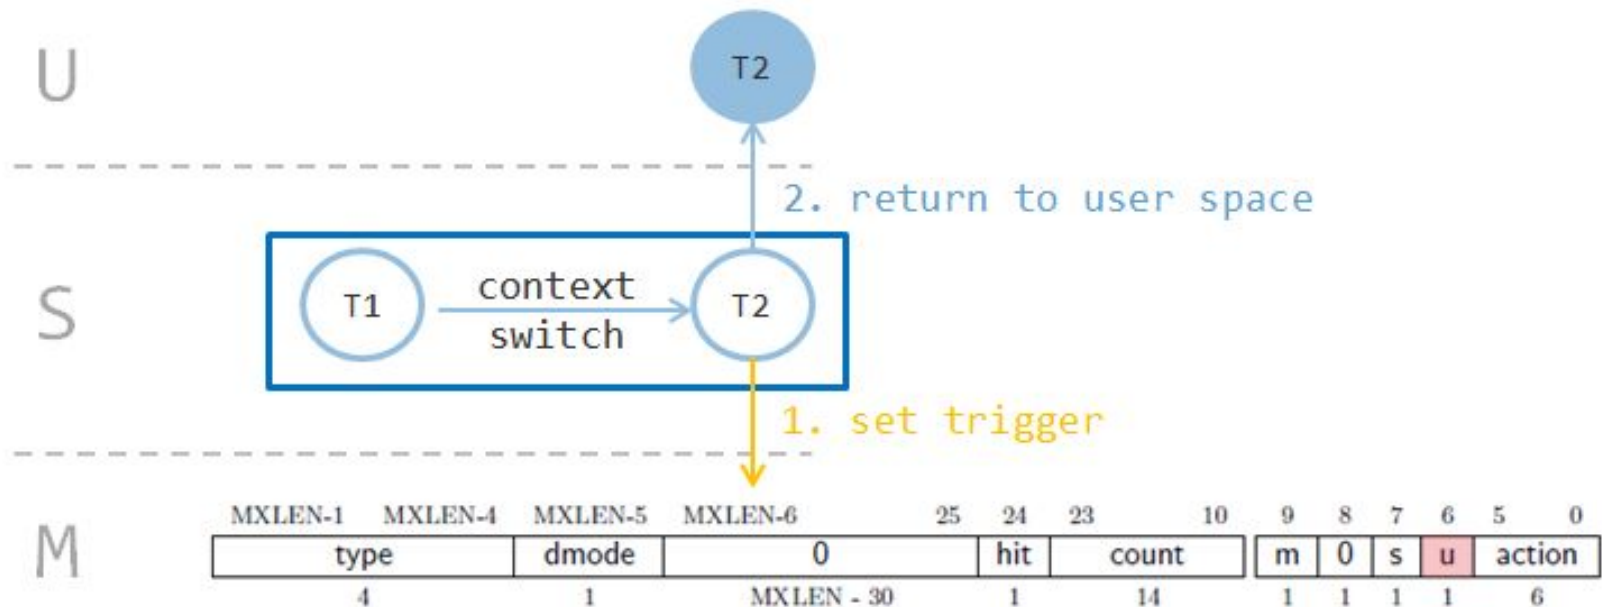 U
T2
2. return to user space
S
T1
context
switch
T2
1. set trigger
M
MXLEN-1 MXLEN-4 MXLEN-5 MXLEN-6 25 24 23 10 9 8 7 6 5 0
type dmode 0 hit count m 0 s u action
4 1 MXLEN - 30 1 14 1 1 1 1 6